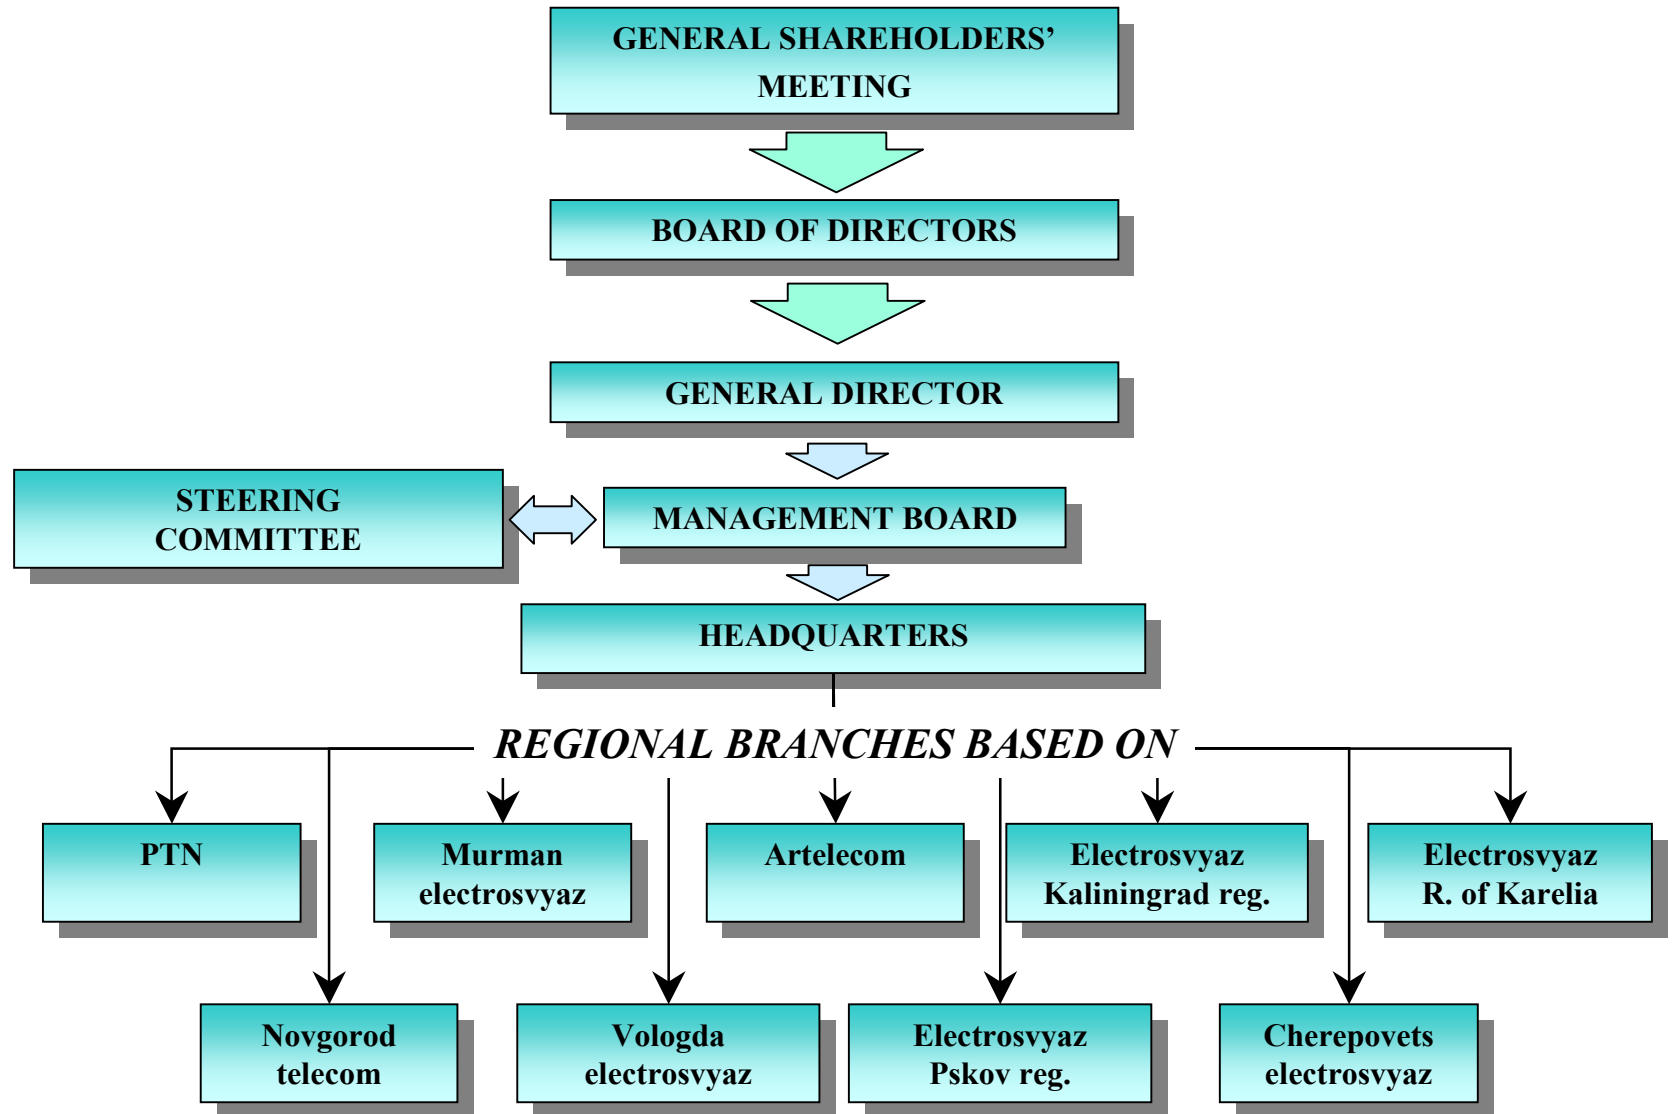 GENERAL SHAREHOLDERS’
MEETING
BOARD OF DIRECTORS
GENERAL DIRECTOR
STEERING
COMMITTEE
MANAGEMENT BOARD
HEADQUARTERS
REGIONAL BRANCHES BASED ON
PTN
Murman
electrosvyaz
Artelecom
Electrosvyaz
Kaliningrad reg.
Electrosvyaz
R. of Karelia
Novgorod
telecom
Vologda
electrosvyaz
Electrosvyaz
Pskov reg.
Cherepovets
electrosvyaz